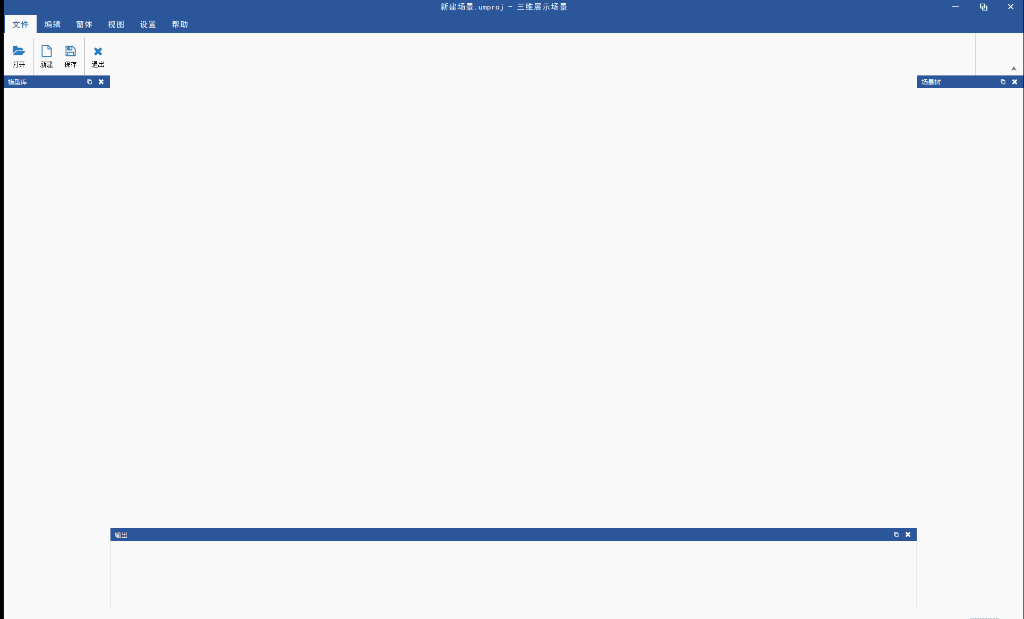 新建场景.umproj - 三维展示场景
文件 编辑 窗体 视图 设置 帮助
打开 新建 保存 退出
模型库
场景树
输出